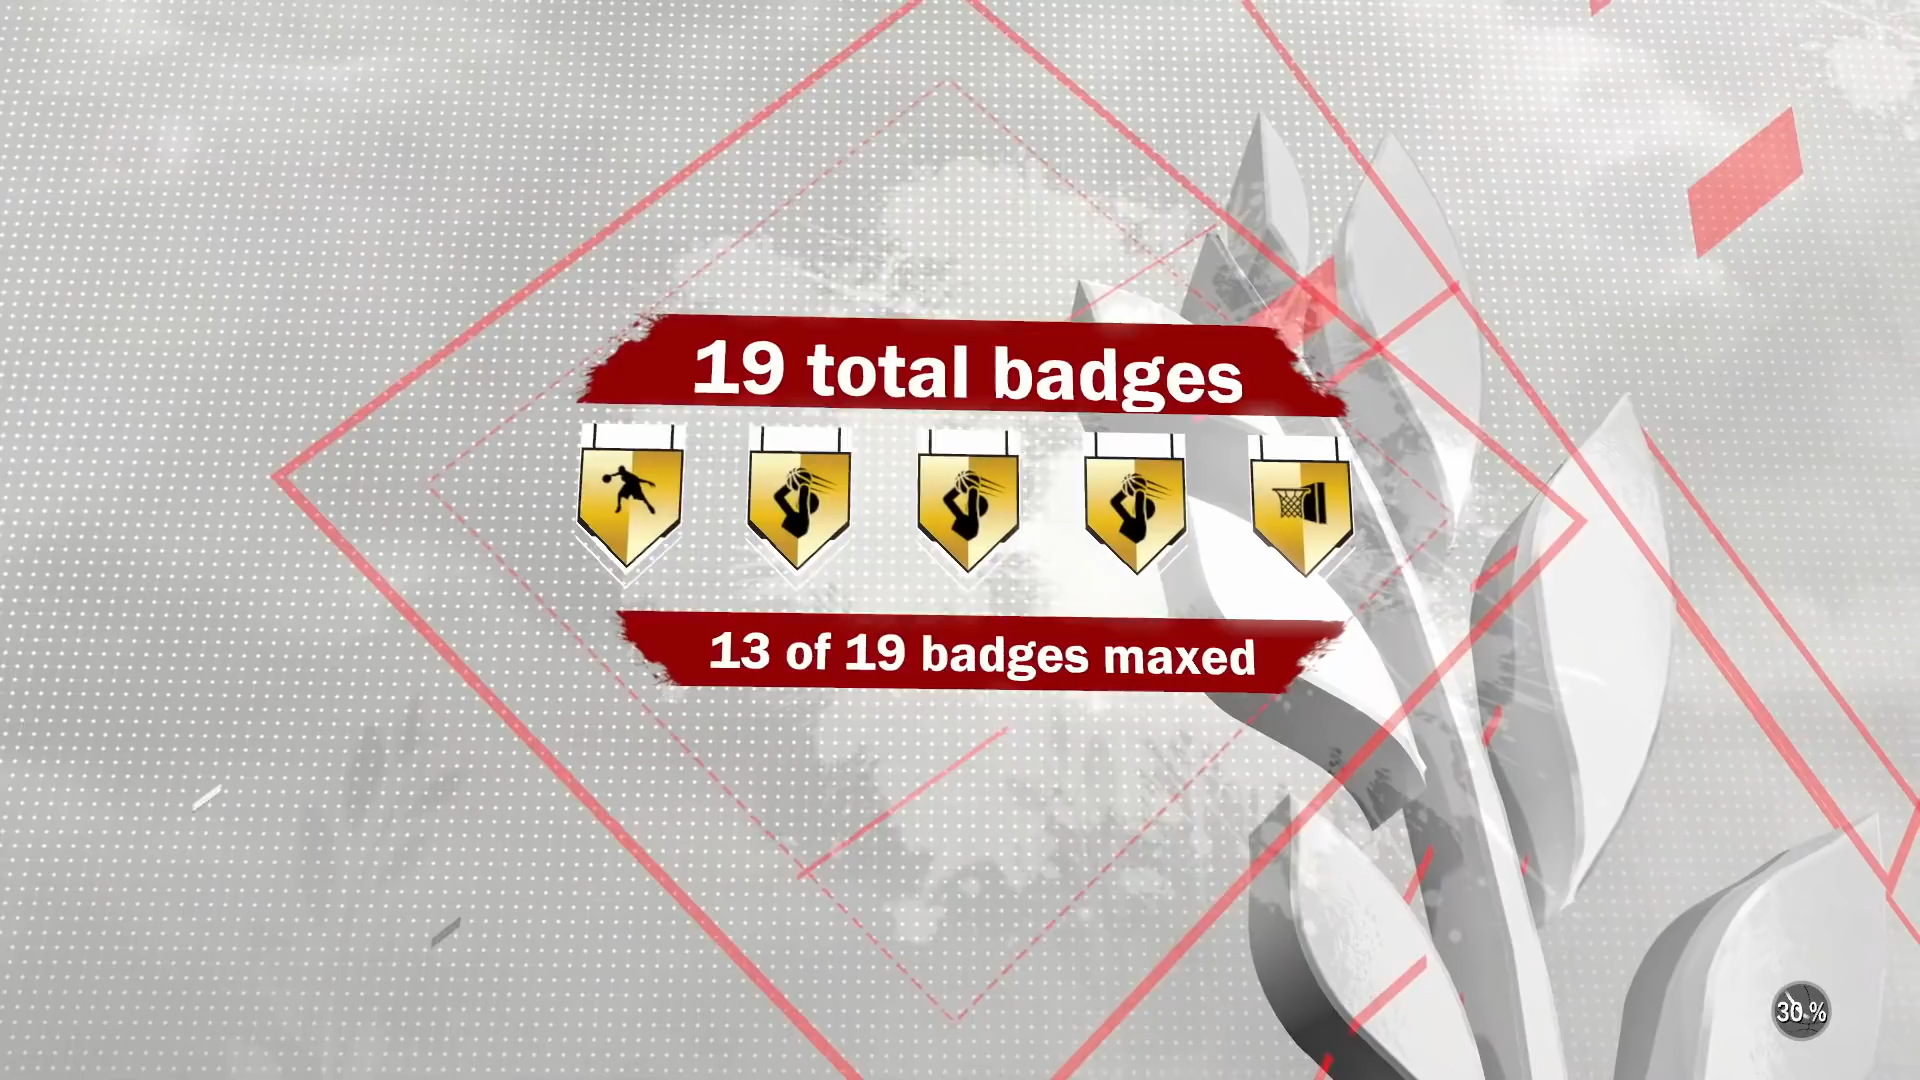 19 total badges
13 of 19 badges maxed
30 %